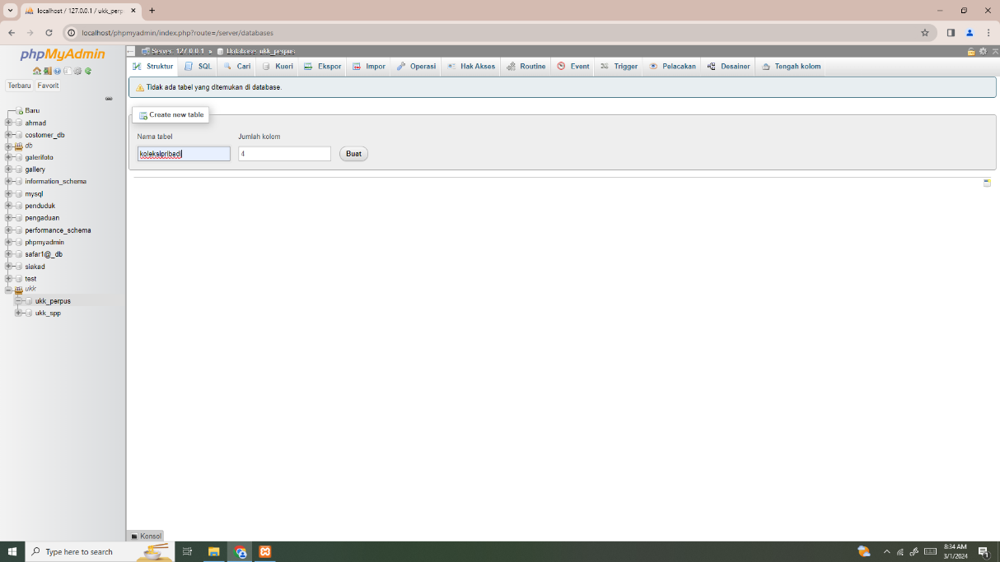 localhost / 127.0.0.1 / ukk_perp
localhost/phpmyadmin/index.php?route=/server/databases
phpMyAdmin
Server: 127.0.0.1 » Database: ukk_perpus
Struktur SQL Cari Kueri Ekspor Impor Operasi Hak Akses Routine Event Trigger Pelacakan Desainer Tengah kolom
Terbaru Favorit
Tidak ada tabel yang ditemukan di database.
Create new table
Nama tabel Jumlah kolom
koleksipribadi 4 Buat
Baru
ahmad
costomer_db
db
galerifoto
gallery
information_schema
mysql
penduduk
pengaduan
performance_schema
phpmyadmin
safar1@_db
siakad
test
ukk
ukk_perpus
ukk_spp
Konsol
Type here to search
8:34 AM
3/1/2024
1